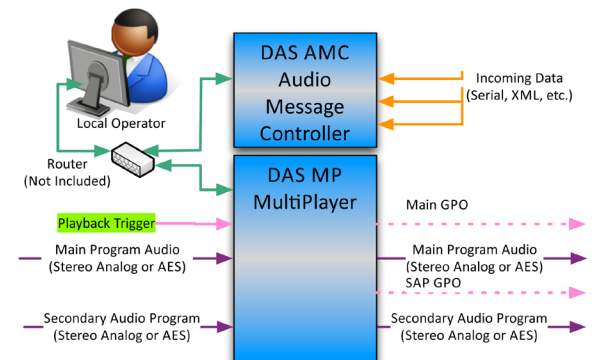 DAS AMC
Audio
Message
Controller
Incoming Data
(Serial, XML, etc.)
Local Operator
Router
(Not Included)
DAS MP
MultiPlayer
Playback Trigger
Main GPO
Main Program Audio
(Stereo Analog or AES)
Main Program Audio
(Stereo Analog or AES)
SAP GPO
Secondary Audio Program
(Stereo Analog or AES)
Secondary Audio Program
(Stereo Analog or AES)